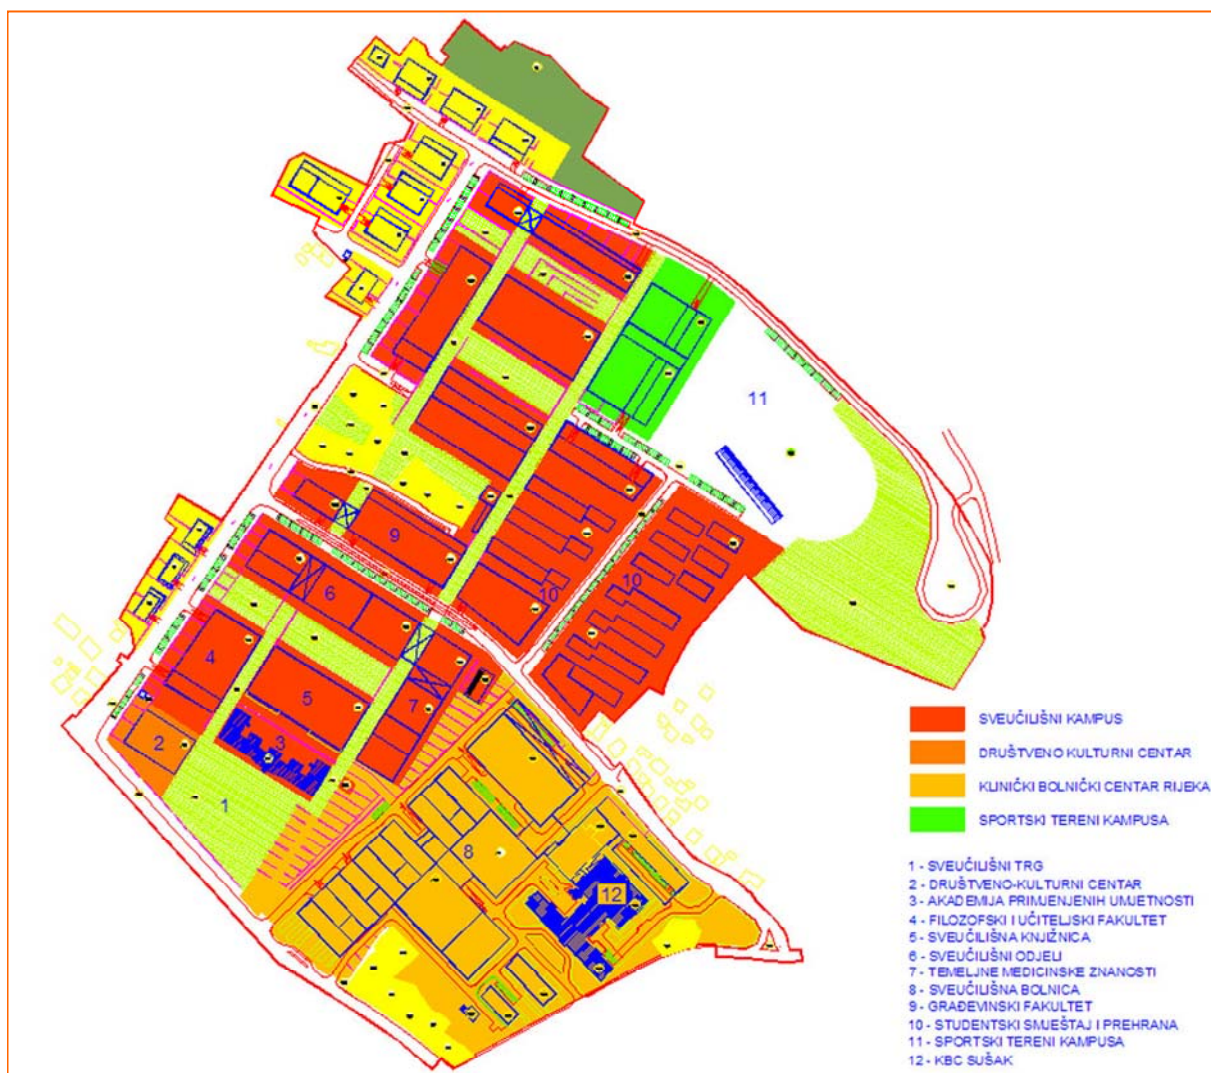 11
9
10
10
6
4
5
7
3
2
1
8
12
SVEUČILIŠNI KAMPUS
DRUŠTVENO KULTURNI CENTAR
KLINIČKI BOLNIČKI CENTAR RIJEKA
SPORTSKI TERENI KAMPUSA
1 - SVEUČILIŠNI TRG
2 - DRUŠTVENO-KULTURNI CENTAR
3 - AKADEMIJA PRIMJENJENIH UMJETNOSTI
4 - FILOZOFSKI I UČITELJSKI FAKULTET
5 - SVEUČILIŠNA KNJIŽNICA
6 - SVEUČILIŠNI ODJELI
7 - TEMELJNE MEDICINSKE ZNANOSTI
8 - SVEUČILIŠNA BOLNICA
9 - GRAĐEVINSKI FAKULTET
10 - STUDENTSKI SMJEŠTAJ I PREHRANA
11 - SPORTSKI TERENI KAMPUSA
12 - KBC SUŠAK